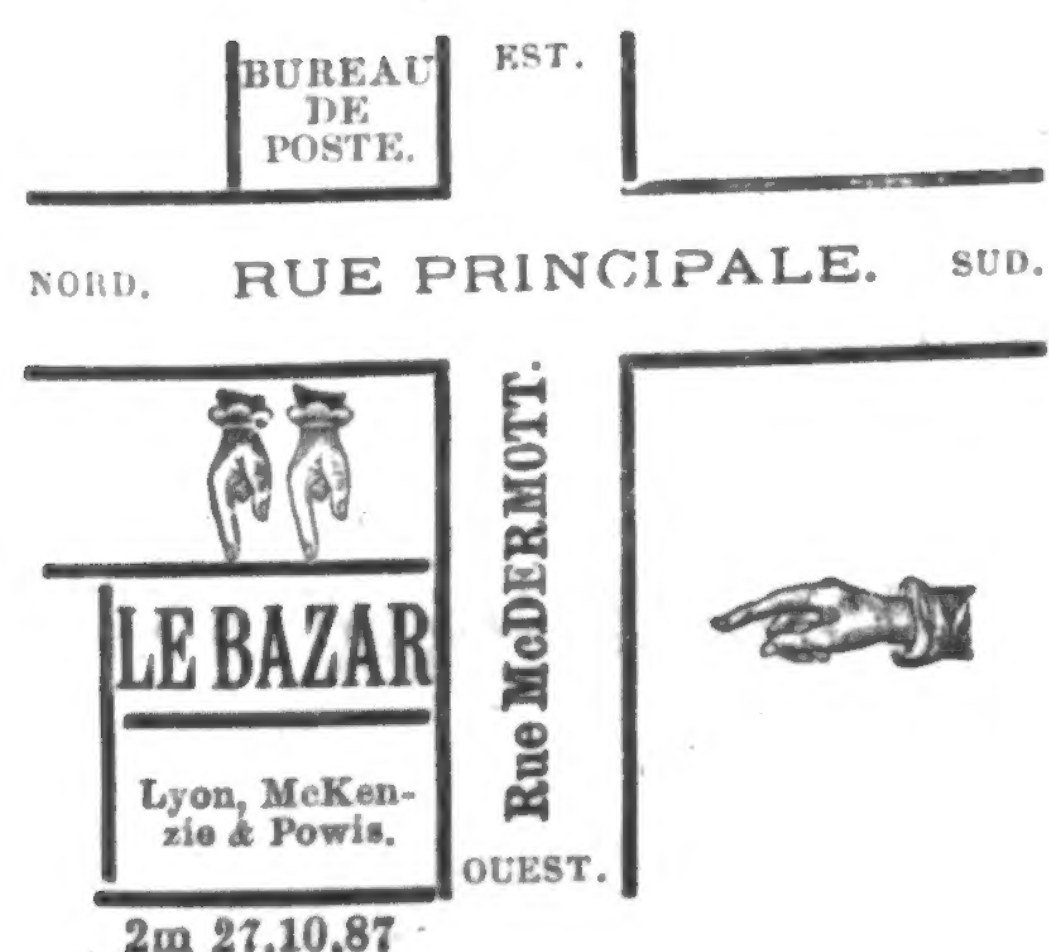 BUREAU
DE
POSTE.
EST.
NORD.
RUE PRINCIPALE.
SUD.
Rue McDERMOTT.
LE BAZAR
Lyon, McKen-
zie & Powis.
OUEST.
2m 27,10,87